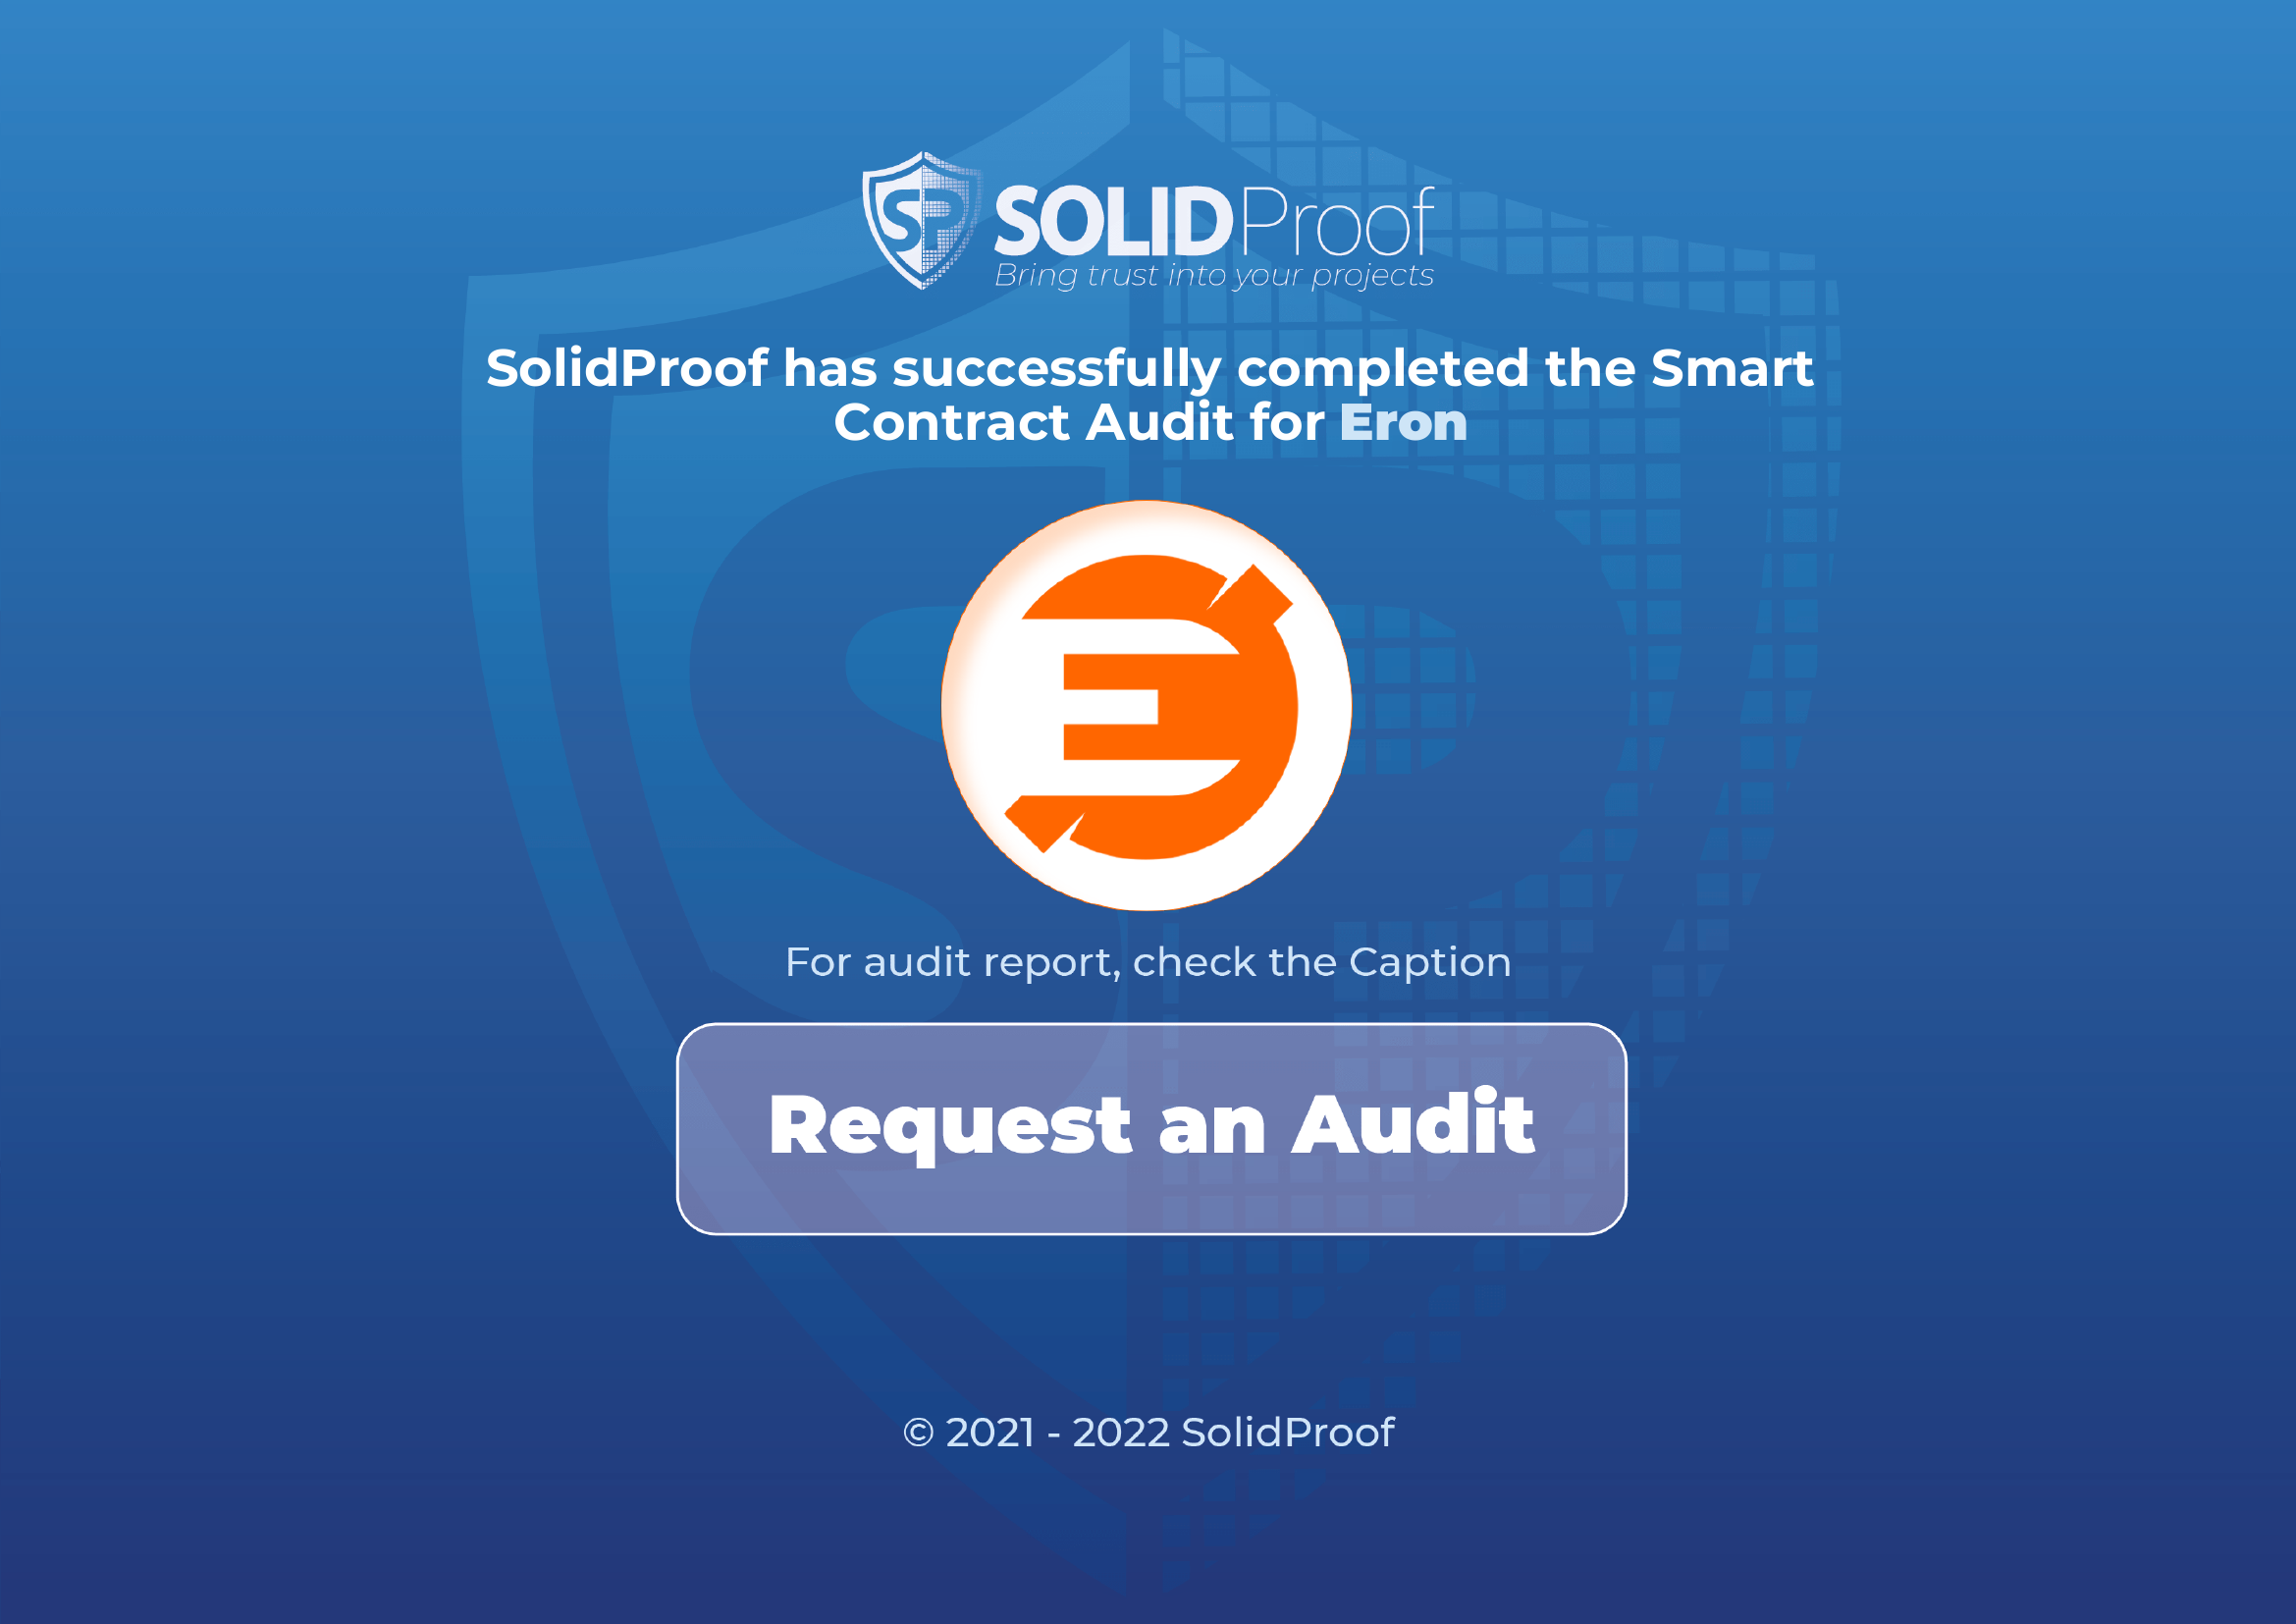 SP SOLIDProof
Bring trust into your projects
SolidProof has successfully completed the Smart
Contract Audit for Eron
For audit report, check the Caption
Request an Audit
© 2021 - 2022 SolidProof